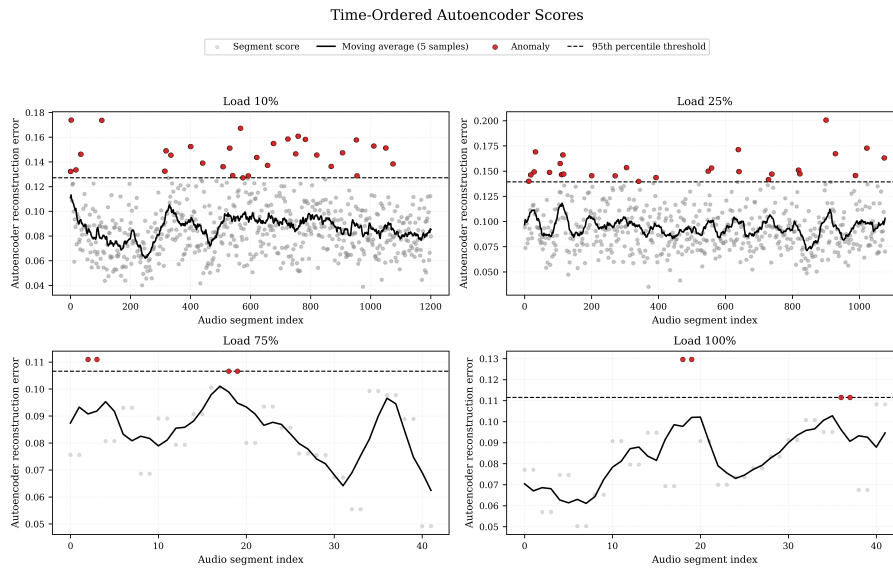 Time-Ordered Autoencoder Scores
Segment score Moving average (5 samples) Anomaly 95th percentile threshold
Load 10%
Autoencoder reconstruction error
0.18
0.16
0.14
0.12
0.10
0.08
0.06
0.04
0 200 400 600 800 1000 1200
Audio segment index
Load 25%
Autoencoder reconstruction error
0.200
0.175
0.150
0.125
0.100
0.075
0.050
0 200 400 600 800 1000
Audio segment index
Load 75%
Autoencoder reconstruction error
0.11
0.10
0.09
0.08
0.07
0.06
0.05
0 10 20 30 40
Audio segment index
Load 100%
Autoencoder reconstruction error
0.13
0.12
0.11
0.10
0.09
0.08
0.07
0.06
0.05
0 10 20 30 40
Audio segment index